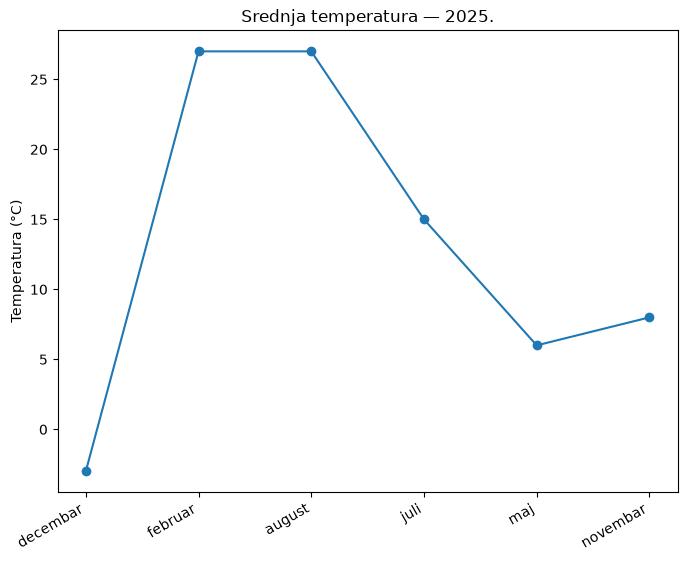 Srednja temperatura — 2025.
Temperatura (°C)
25
20
15
10
5
0
decembar
februar
august
juli
maj
novembar